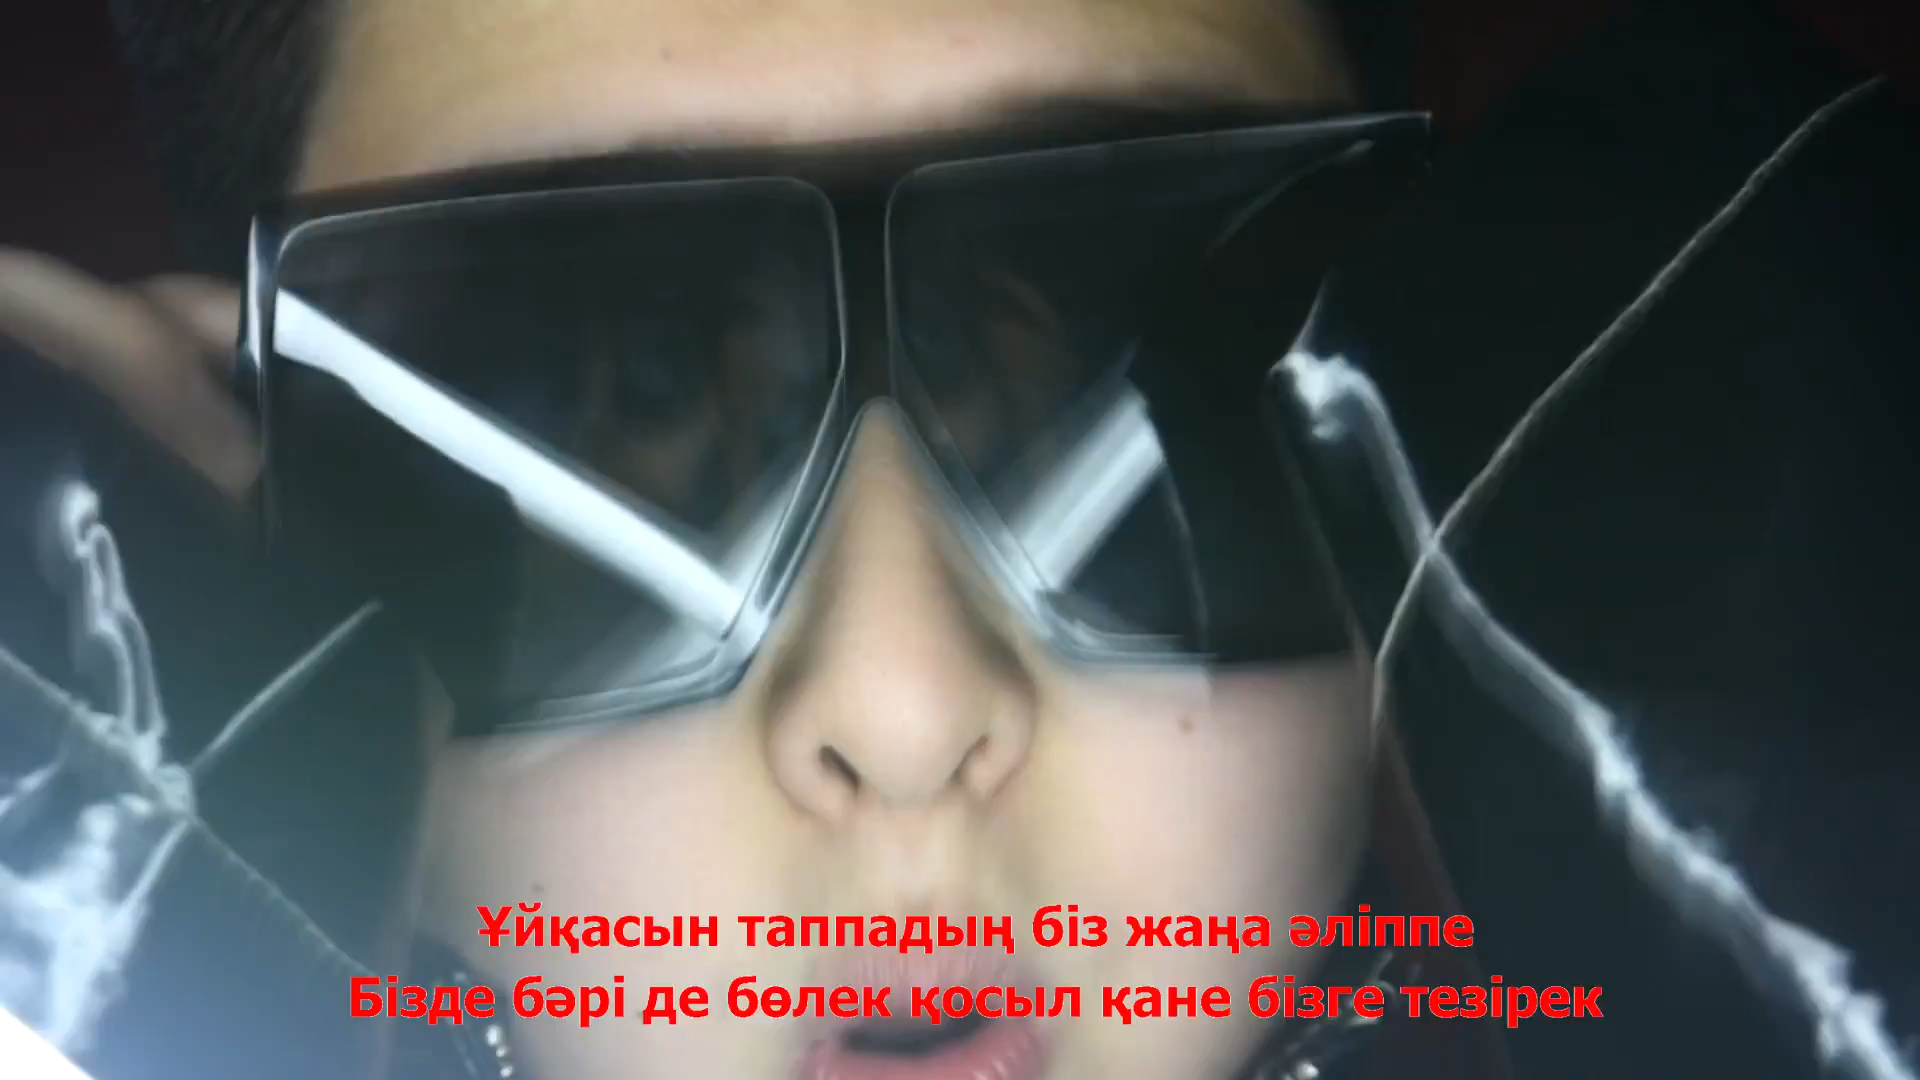 Ұйқасын таппадың біз жаңа әліппе
Бізде бәрі де бөлек қосыл қане бізге тезірек